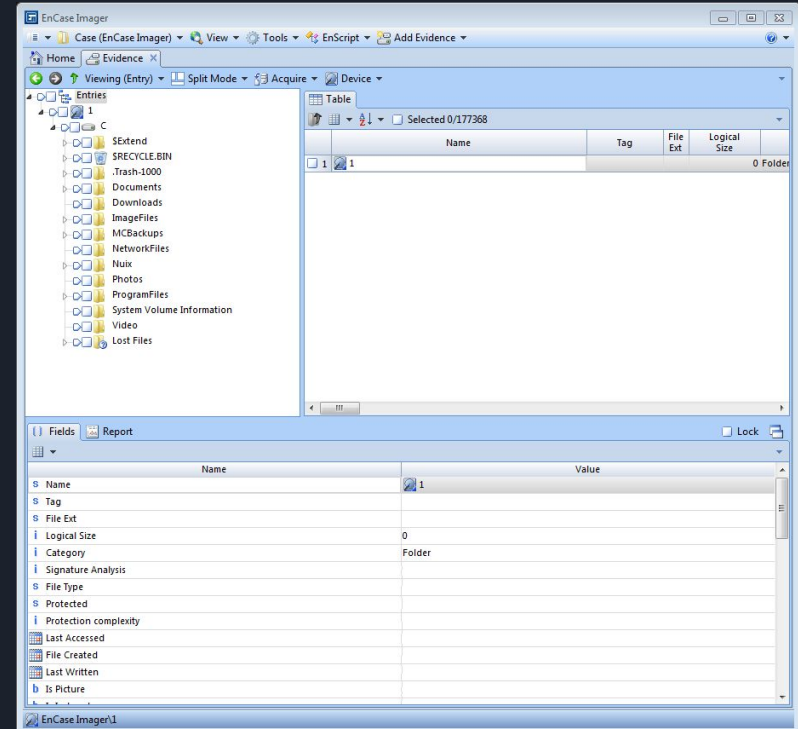 EnCase Imager
Case (EnCase Imager) View Tools EnScript Add Evidence
Home Evidence
Viewing (Entry) Split Mode Acquire Device
Entries
1
C
$Extend
$RECYCLE.BIN
.Trash-1000
Documents
Downloads
ImageFiles
MCBackups
NetworkFiles
Nuix
Photos
ProgramFiles
System Volume Information
Video
Lost Files
Table
Selected 0/177368
Name Tag File Ext Logical Size
1 1 0 Folder
Fields Report Lock
Name Value
s Name 1
s Tag
s File Ext
i Logical Size 0
i Category Folder
i Signature Analysis
s File Type
s Protected
i Protection complexity
Last Accessed
File Created
Last Written
b Is Picture
EnCase Imager\1